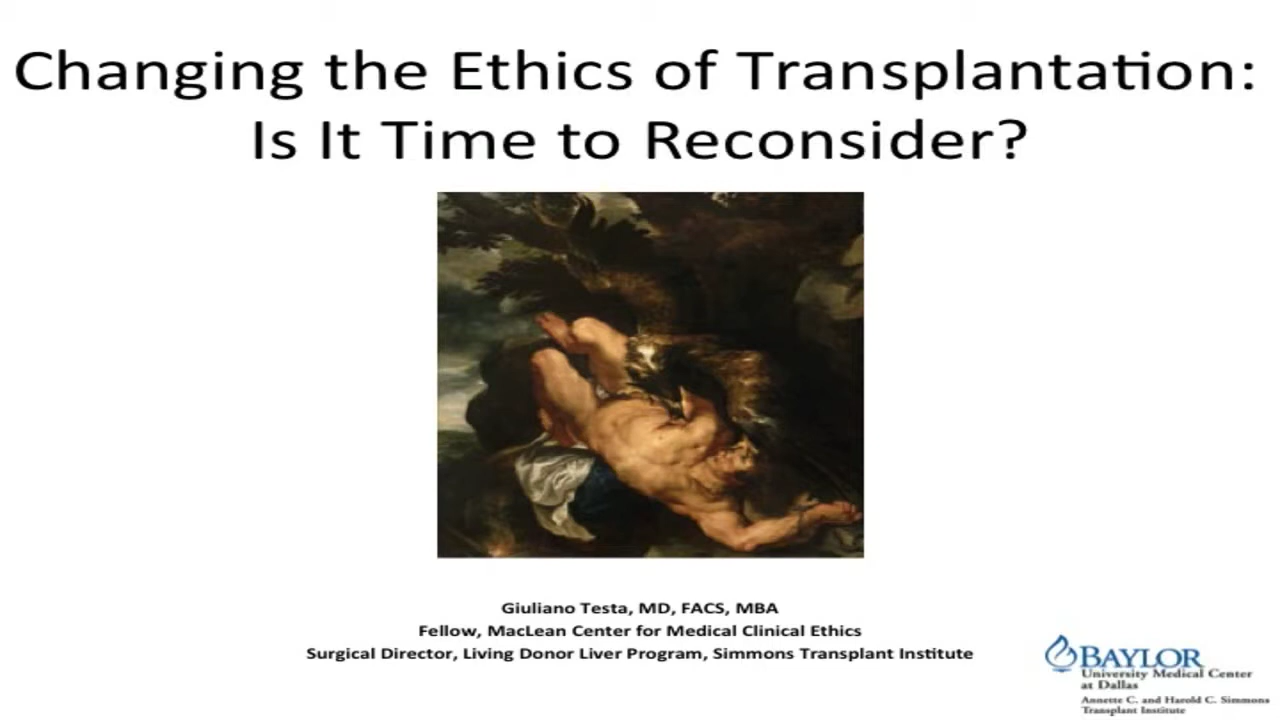 Changing the Ethics of Transplantation:
Is It Time to Reconsider?
Giuliano Testa, MD, FACS, MBA
Fellow, MacLean Center for Medical Clinical Ethics
Surgical Director, Living Donor Liver Program, Simmons Transplant Institute
BAYLOR
University Medical Center
at Dallas
Annette C. and Harold C. Simmons
Transplant Institute